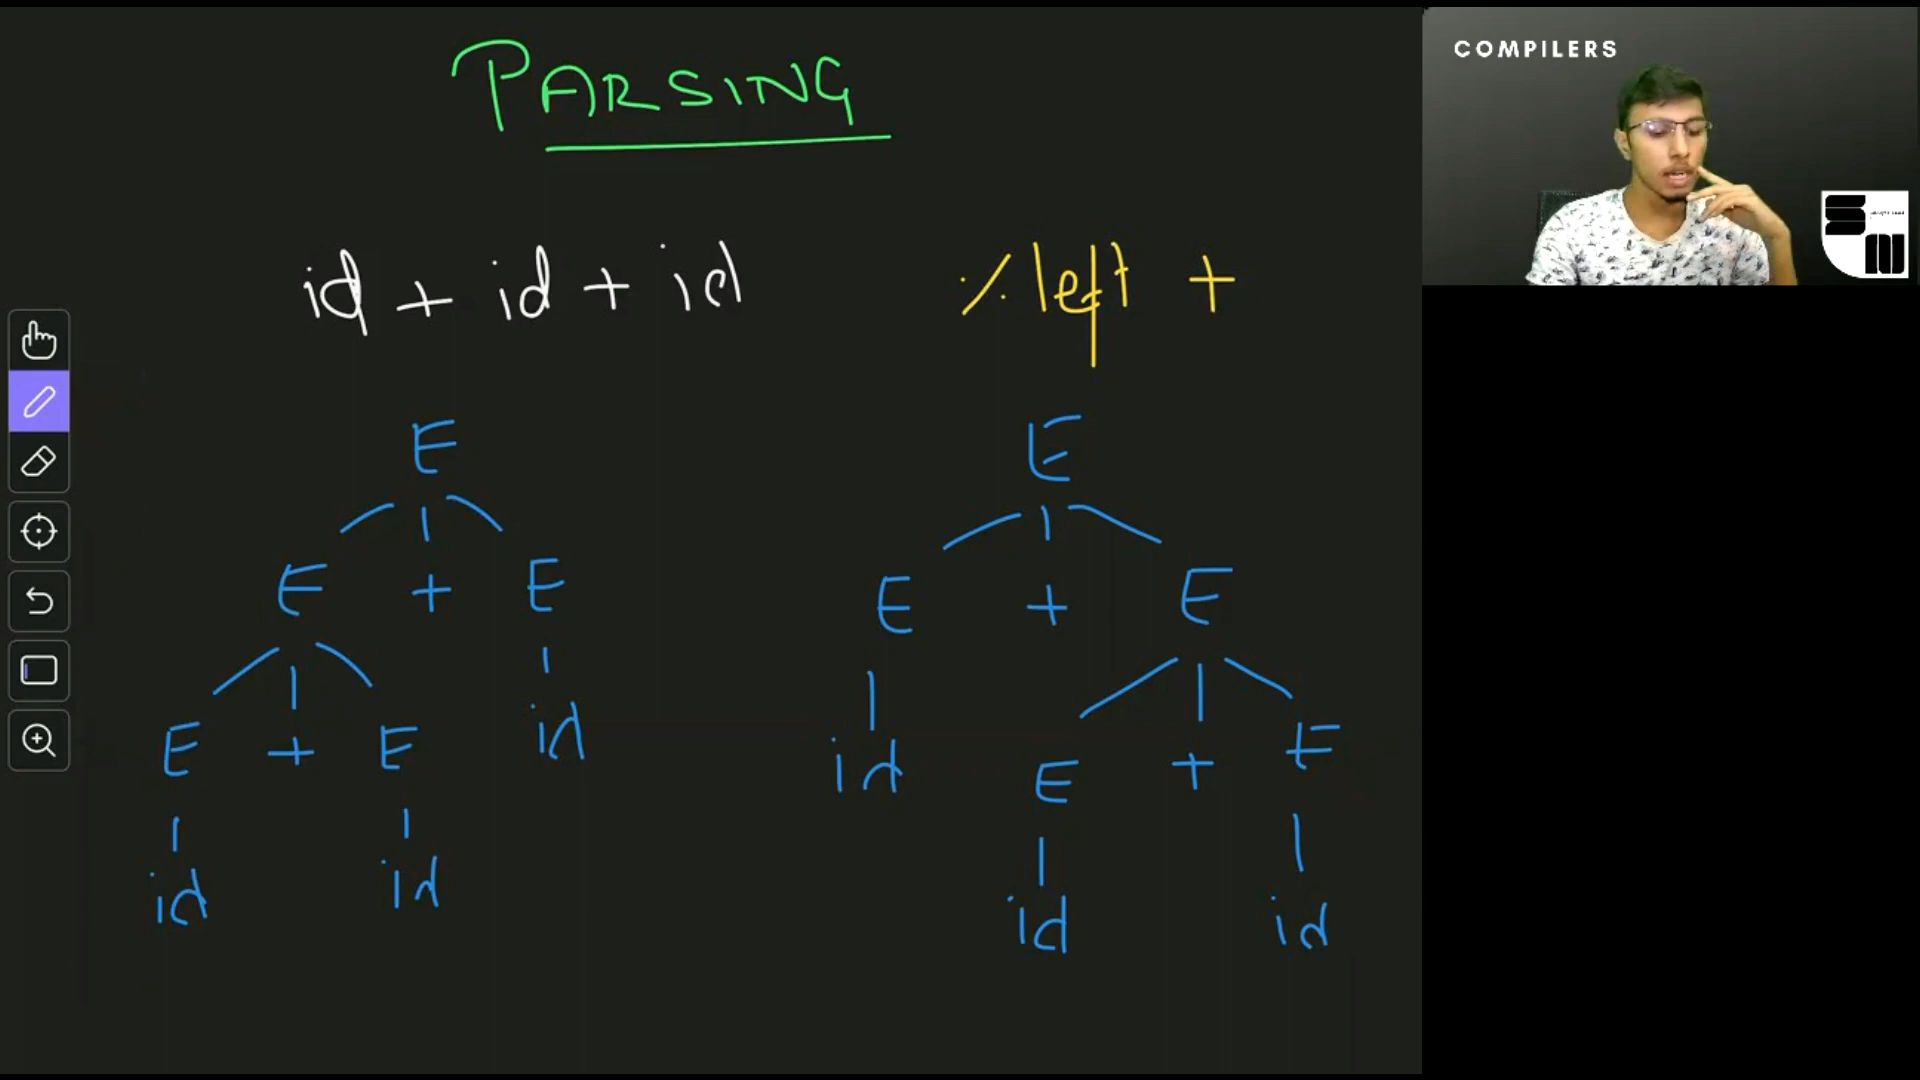 COMPILERS
PARSING
id + id + id
% left +
E
E
E + E
E + E
E + E
id
id
E + E
id
id
id
id